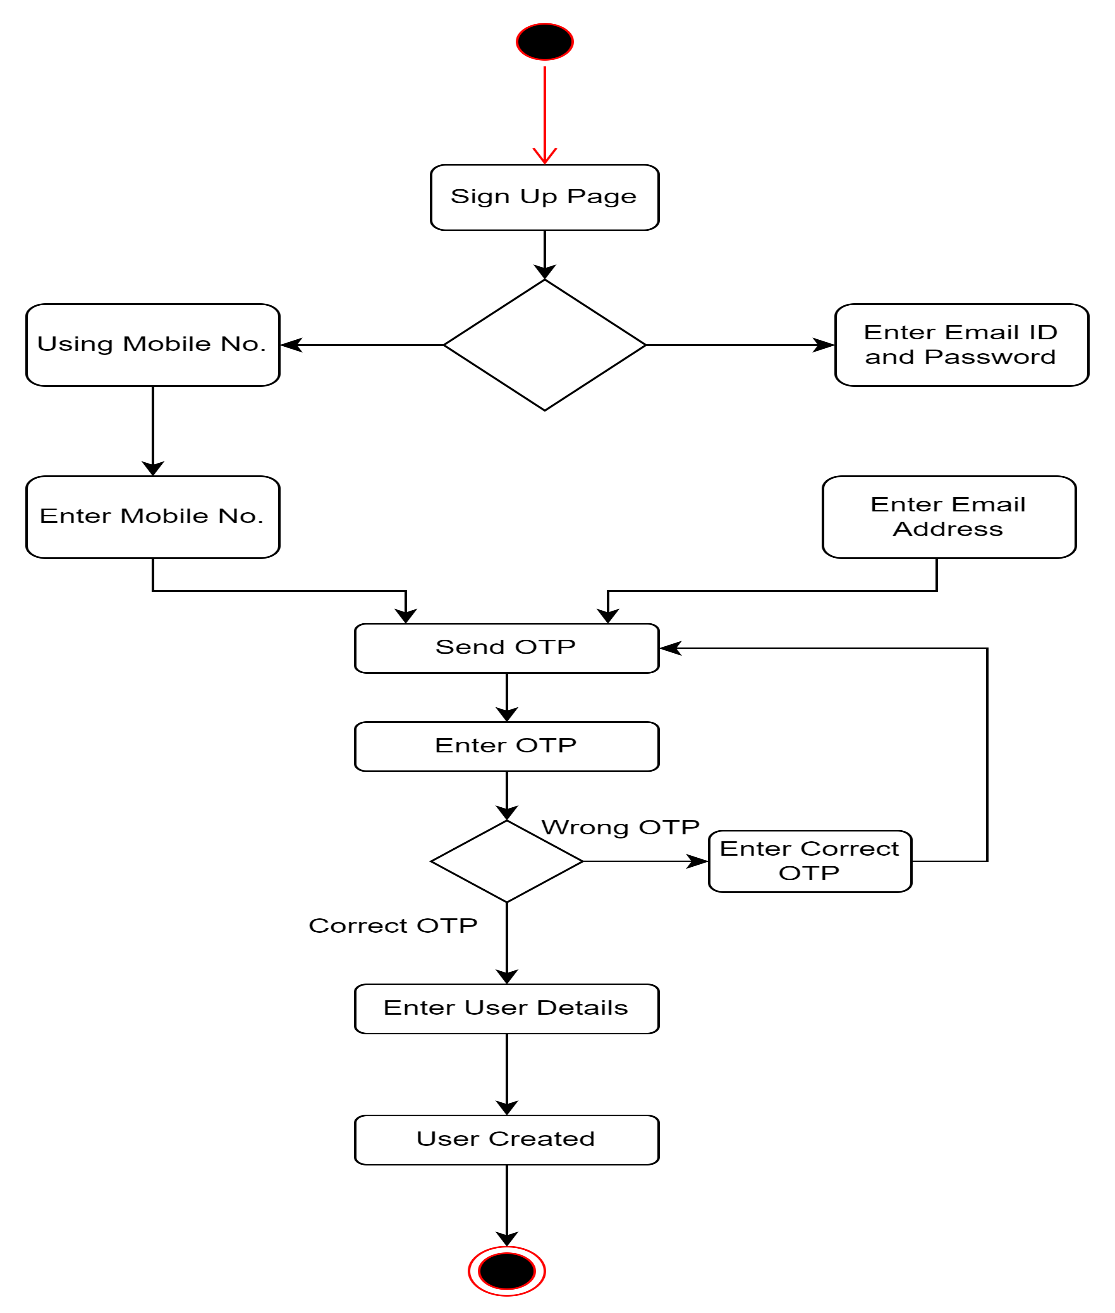 Sign Up Page
Using Mobile No.
Enter Email ID
and Password
Enter Mobile No.
Enter Email
Address
Send OTP
Enter OTP
Wrong OTP
Enter Correct
OTP
Correct OTP
Enter User Details
User Created